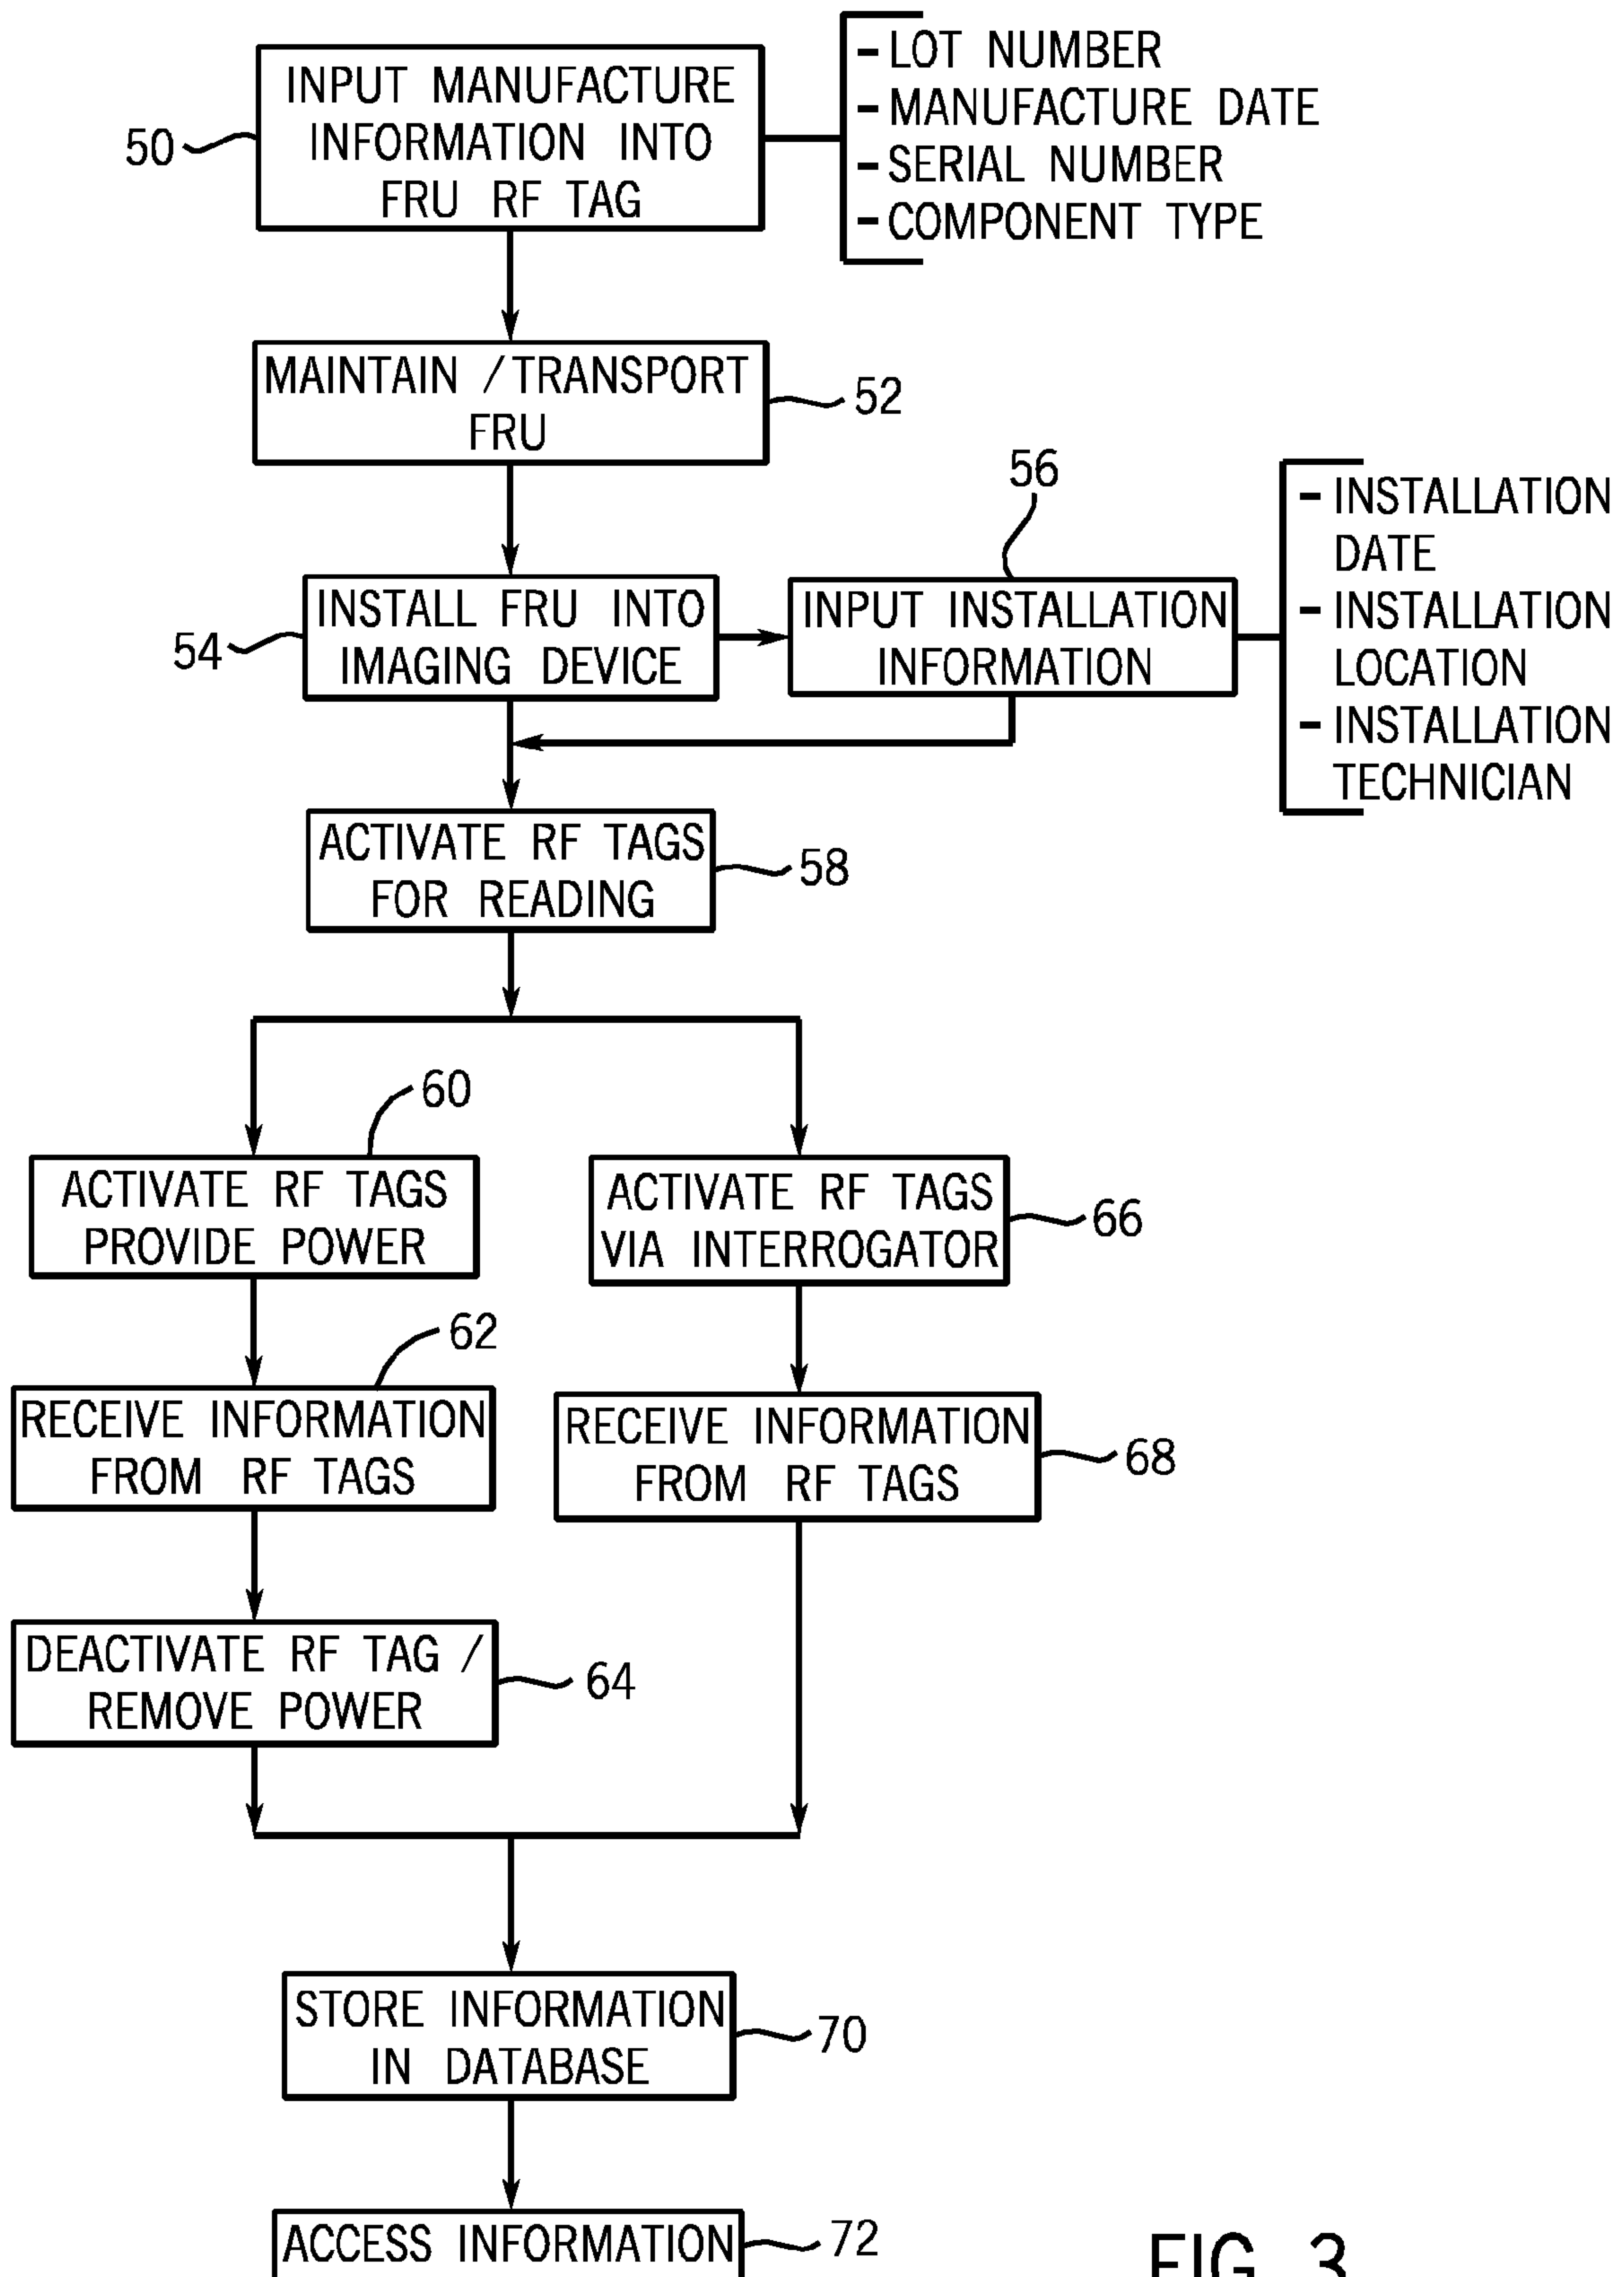 INPUT MANUFACTURE
INFORMATION INTO
FRU RF TAG
50
- LOT NUMBER
- MANUFACTURE DATE
- SERIAL NUMBER
- COMPONENT TYPE
MAINTAIN / TRANSPORT
FRU
52
INSTALL FRU INTO
IMAGING DEVICE
54
56
INPUT INSTALLATION
INFORMATION
- INSTALLATION
DATE
- INSTALLATION
LOCATION
- INSTALLATION
TECHNICIAN
ACTIVATE RF TAGS
FOR READING
58
60
ACTIVATE RF TAGS
PROVIDE POWER
62
RECEIVE INFORMATION
FROM RF TAGS
DEACTIVATE RF TAG /
REMOVE POWER
64
ACTIVATE RF TAGS
VIA INTERROGATOR
66
RECEIVE INFORMATION
FROM RF TAGS
68
STORE INFORMATION
IN DATABASE
70
ACCESS INFORMATION
72
FIG. 3